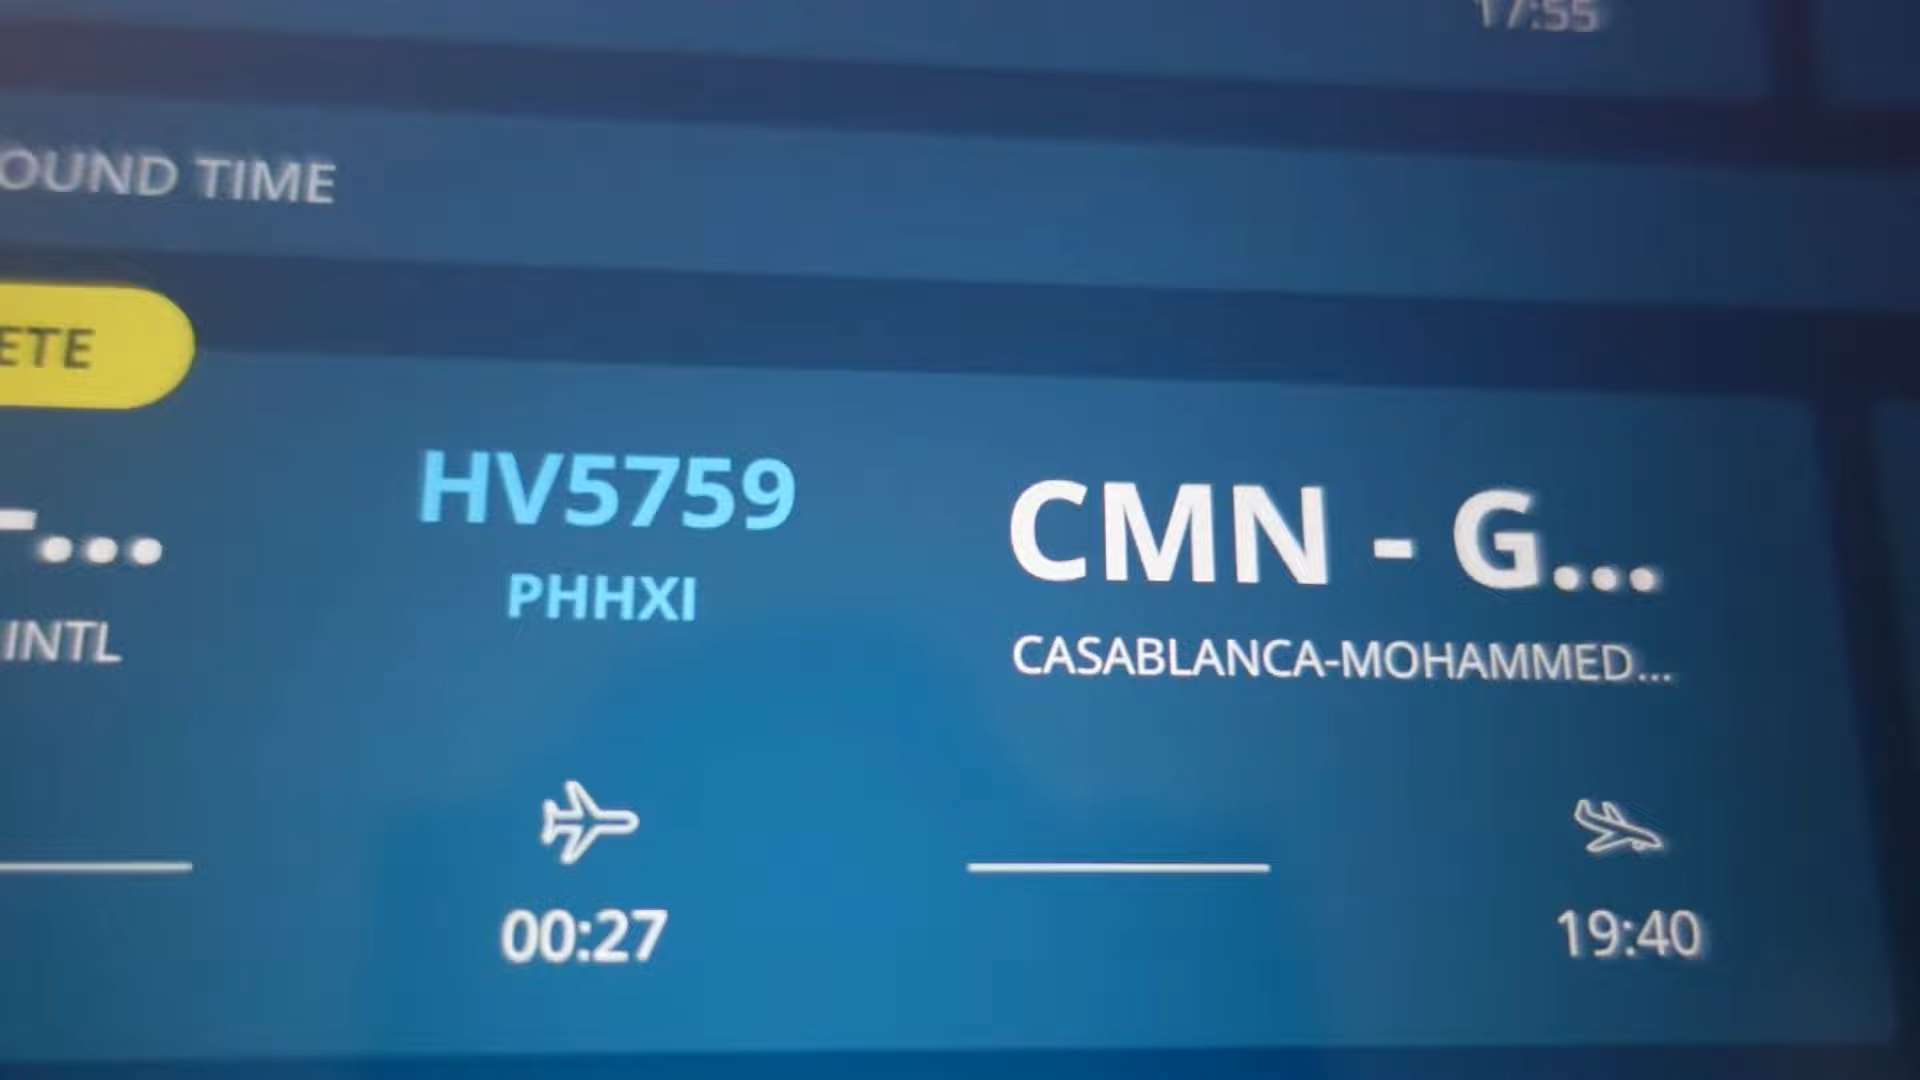 17:55
OUND TIME
ETE
HV5759
CMN - G...
PHHXI
INTL
CASABLANCA-MOHAMMED...
00:27
19:40